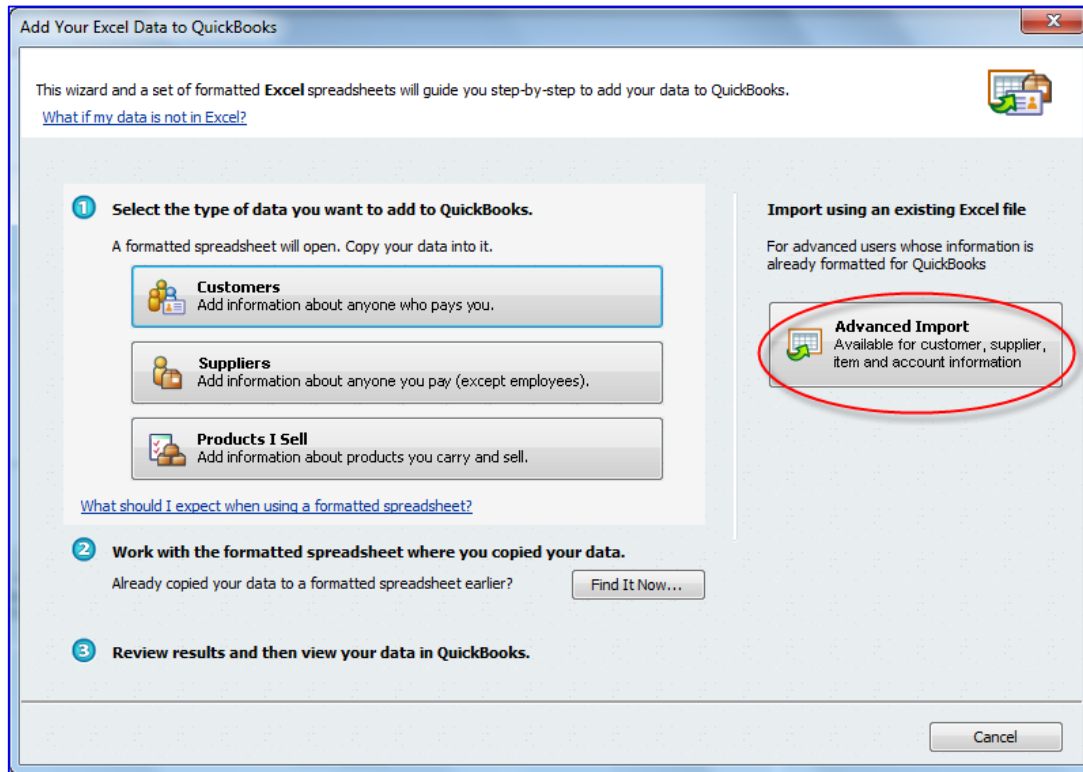 Add Your Excel Data to QuickBooks
This wizard and a set of formatted Excel spreadsheets will guide you step-by-step to add your data to QuickBooks.
What if my data is not in Excel?
1 Select the type of data you want to add to QuickBooks.
A formatted spreadsheet will open. Copy your data into it.
Customers
Add information about anyone who pays you.
Suppliers
Add information about anyone you pay (except employees).
Products I Sell
Add information about products you carry and sell.
What should I expect when using a formatted spreadsheet?
2 Work with the formatted spreadsheet where you copied your data.
Already copied your data to a formatted spreadsheet earlier?
Find It Now...
3 Review results and then view your data in QuickBooks.
Import using an existing Excel file
For advanced users whose information is
already formatted for QuickBooks
Advanced Import
Available for customer, supplier,
item and account information
Cancel